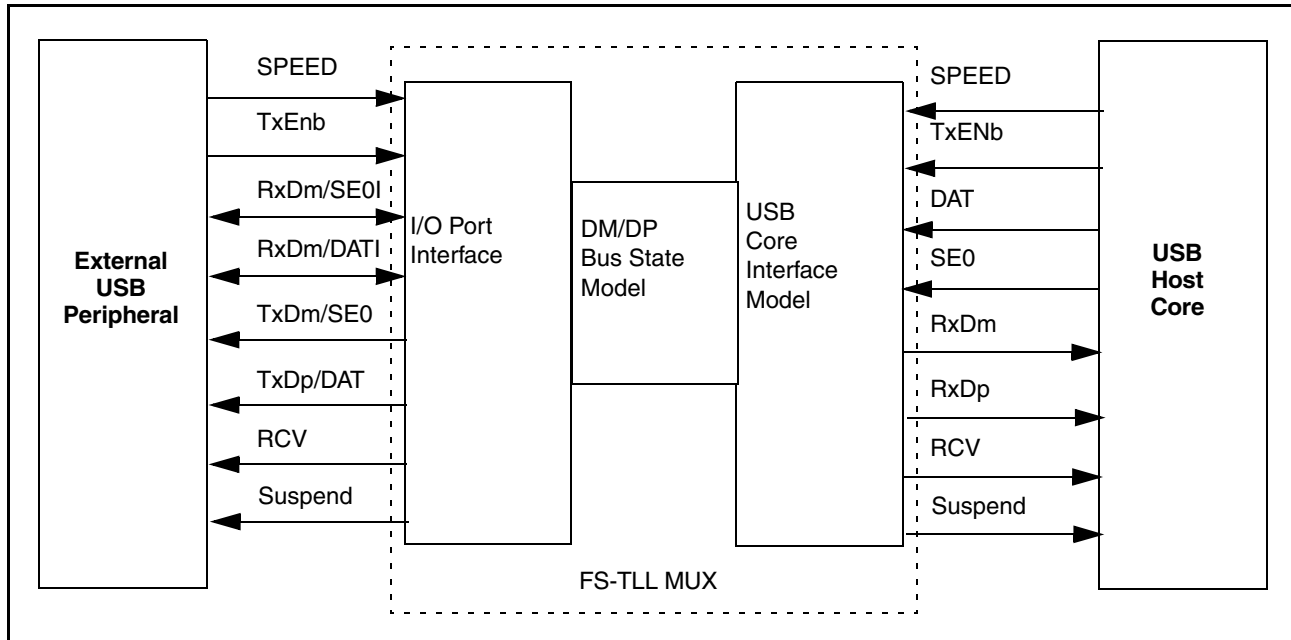 SPEED
TxEnb
RxDm/SE0I
RxDm/DATI
TxDm/SE0
TxDp/DAT
RCV
Suspend
External
USB
Peripheral
I/O Port
Interface
DM/DP
Bus State
Model
USB
Core
Interface
Model
FS-TLL MUX
SPEED
TxENb
DAT
SE0
RxDm
RxDp
RCV
Suspend
USB
Host
Core